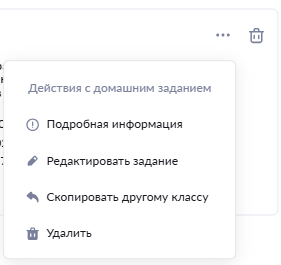 Действия с домашним заданием
Подробная информация
Редактировать задание
Скопировать другому классу
Удалить